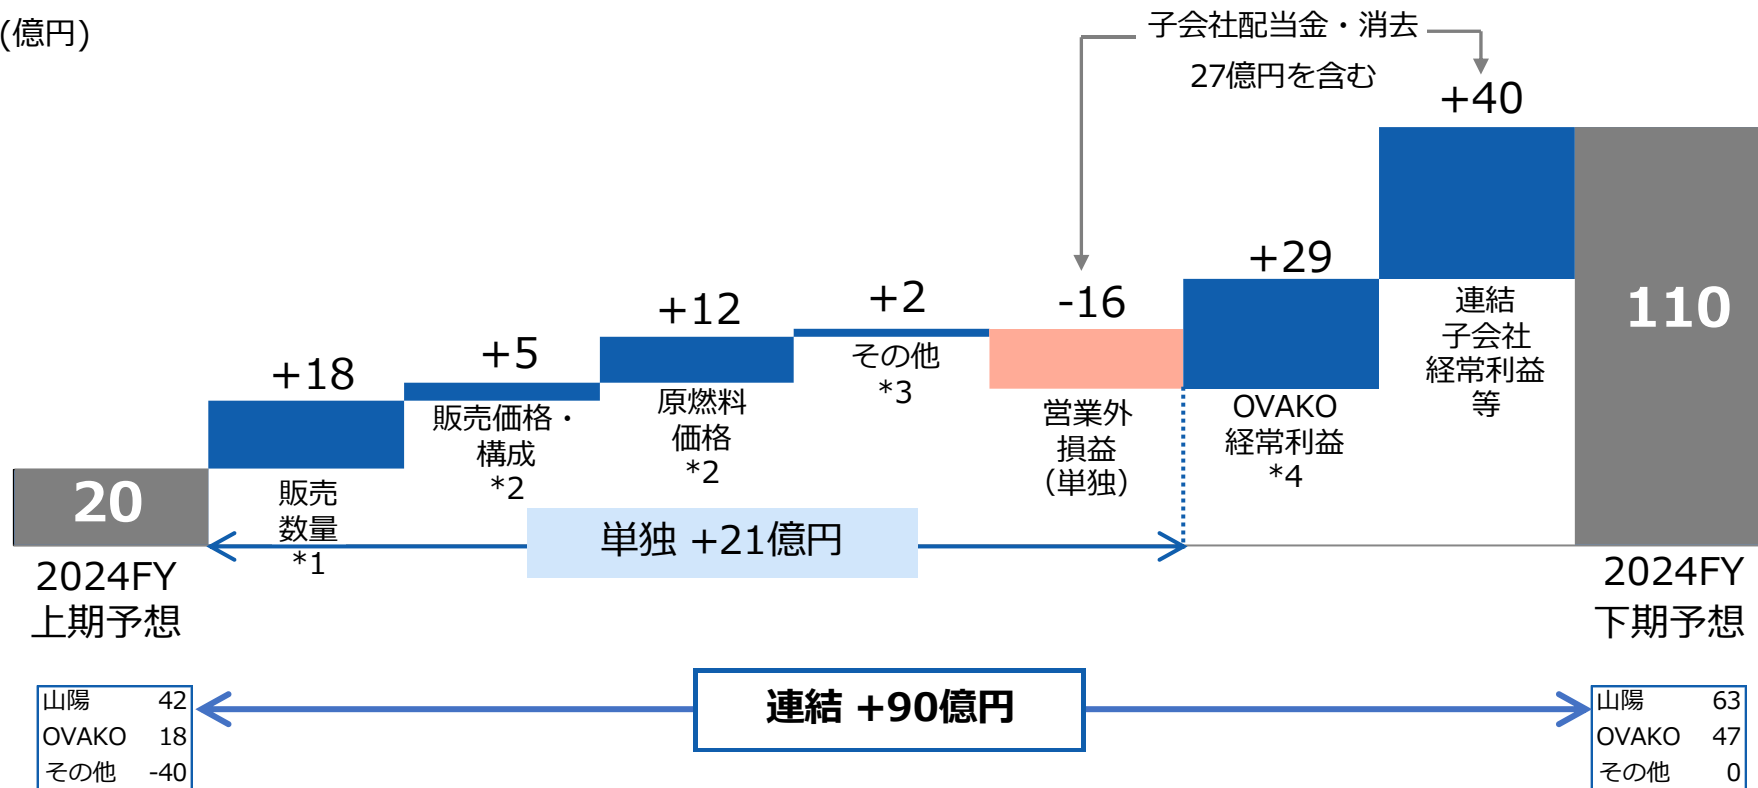 (億円)
子会社配当金・消去
27億円を含む
+40
+29
+2
-16
+12
+5
+18
20
110
販売
数量
*1
販売価格・
構成
*2
原燃料
価格
*2
その他
*3
営業外
損益
(単独)
OVAKO
経常利益
*4
連結
子会社
経常利益
等
単独 +21億円
2024FY
上期予想
2024FY
下期予想
連結 +90億円
山陽 42
OVAKO 18
その他 -40
山陽 63
OVAKO 47
その他 0